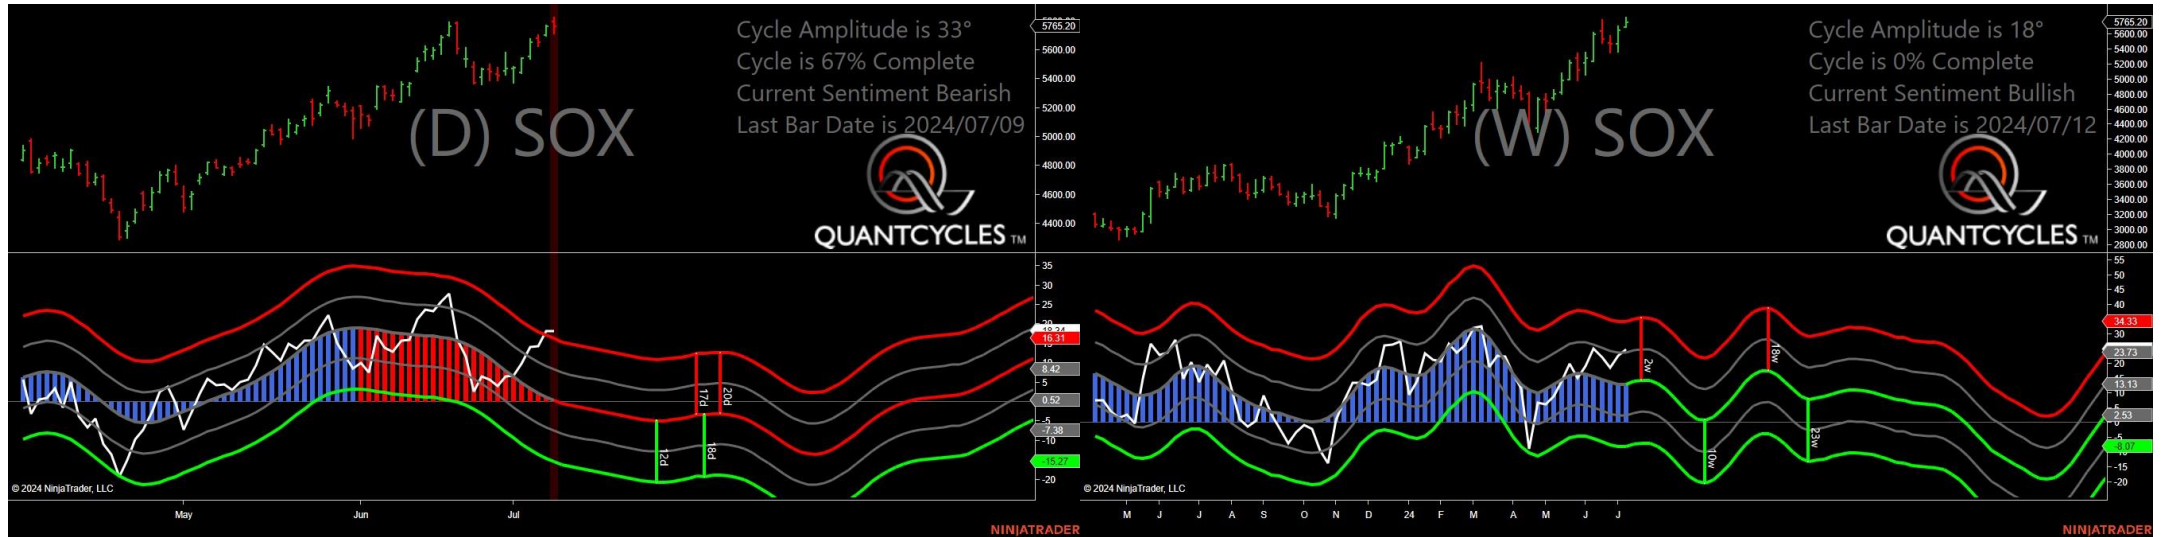 Cycle Amplitude is 33°
Cycle is 67% Complete
Current Sentiment Bearish
Last Bar Date is 2024/07/09
(D) SOX
QUANTCYCLES TM
5765.20
5600.00
5400.00
5200.00
5000.00
4800.00
4600.00
4400.00
35
30
25
18.34
16.31
10
8.42
5
0.52
-5
-7.38
-10
-15.27
-20
17d
20d
12d
18d
© 2024 NinjaTrader, LLC
May
Jun
Jul
NINJATRADER
Cycle Amplitude is 18°
Cycle is 0% Complete
Current Sentiment Bullish
Last Bar Date is 2024/07/12
(W) SOX
QUANTCYCLES TM
5765.20
5600.00
5400.00
5200.00
5000.00
4800.00
4600.00
4400.00
4200.00
4000.00
3800.00
3600.00
3400.00
3200.00
3000.00
2800.00
55
50
45
40
34.33
30
23.73
20
15
13.13
2.53
-8.07
-10
-15
-20
2w
18w
10w
23w
© 2024 NinjaTrader, LLC
M J J A S O N D 24 F M A M J J
NINJATRADER